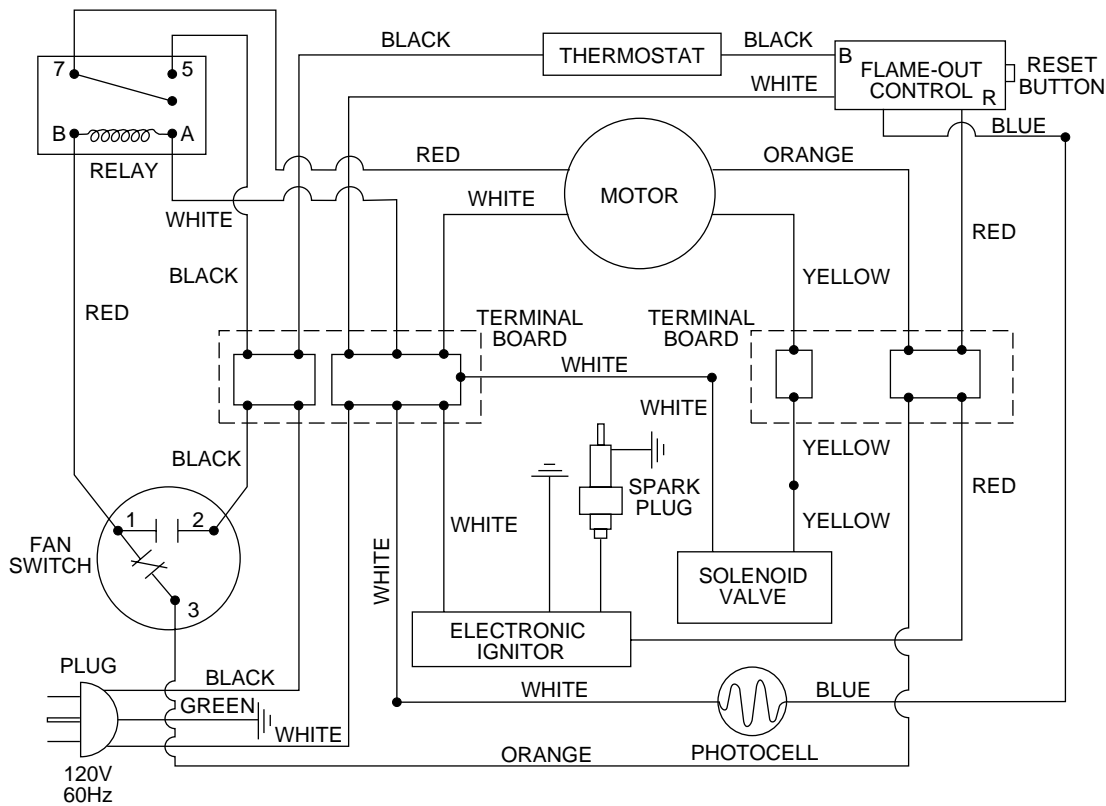 BLACK
THERMOSTAT
BLACK
B
FLAME-OUT
CONTROL
R
RESET
BUTTON
7
5
B
A
RELAY
WHITE
BLUE
RED
ORANGE
MOTOR
WHITE
WHITE
RED
BLACK
YELLOW
RED
TERMINAL
BOARD
TERMINAL
BOARD
WHITE
WHITE
BLACK
YELLOW
SPARK
PLUG
RED
1
2
FAN
SWITCH
WHITE
YELLOW
WHITE
3
SOLENOID
VALVE
ELECTRONIC
IGNITOR
PLUG
BLACK
GREEN
WHITE
WHITE
BLUE
PHOTOCELL
ORANGE
120V
60Hz